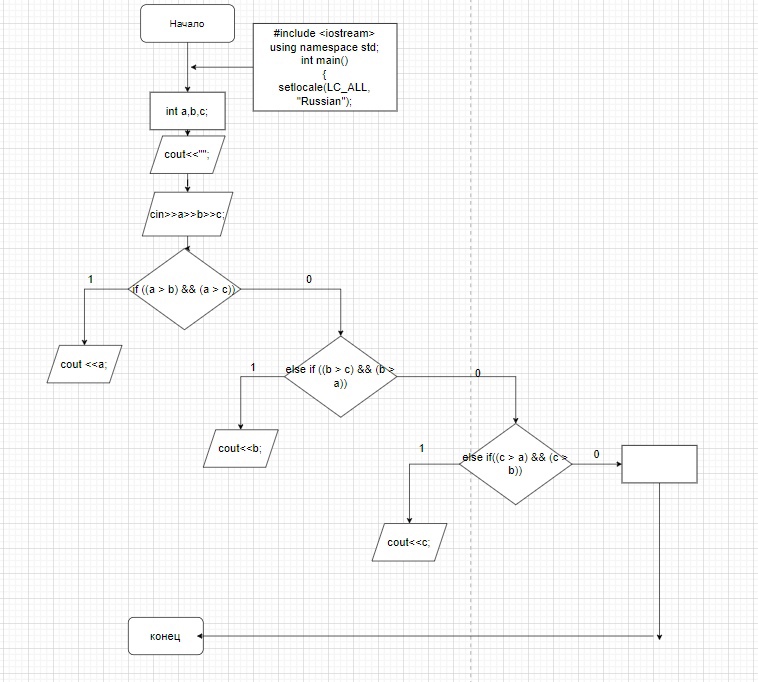 Начало
#include <iostream>
using namespace std;
int main()
{
setlocale(LC_ALL,
"Russian");
int a,b,c;
cout<<"";
cin>>a>>b>>c;
1
if ((a > b) && (a > c))
0
cout <<a;
1
else if ((b > c) && (b >
a))
0
cout<<b;
1
else if((c > a) && (c >
b))
0
cout<<c;
конец